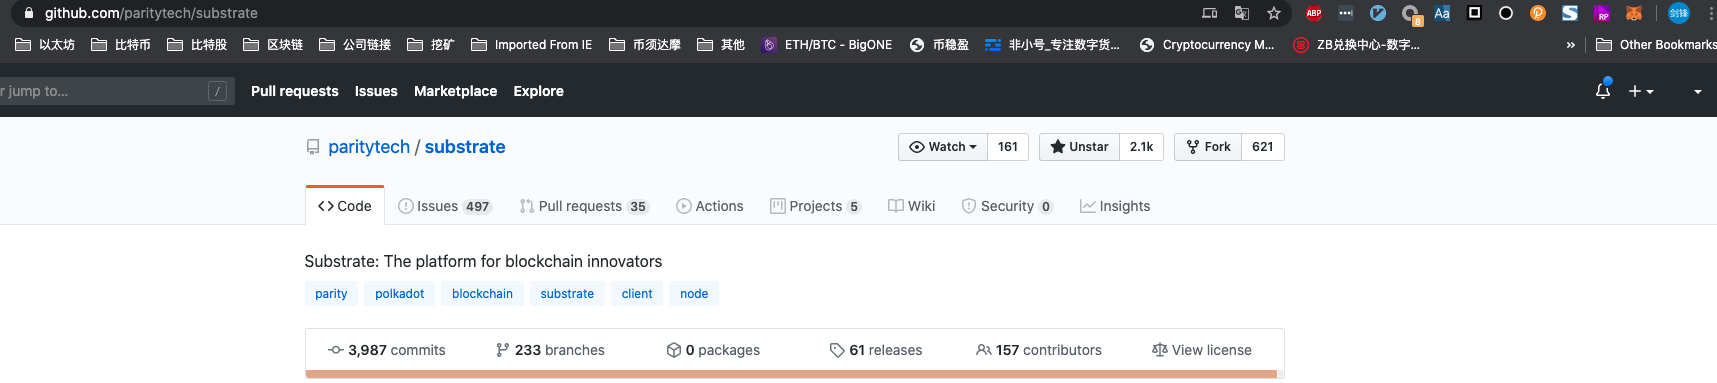 github.com/paritytech/substrate
ABP Aa 8 RP 剑锋
以太坊 比特币 比特股 区块链 公司链接 挖矿 Imported From IE 币须达摩 其他 ETH/BTC - BigONE 币稳盈 非小号_专注数字货... Cryptocurrency M... ZB兑换中心-数字... » Other Bookmarks
r jump to... / Pull requests Issues Marketplace Explore
paritytech / substrate Watch 161 Unstar 2.1k Fork 621
Code Issues 497 Pull requests 35 Actions Projects 5 Wiki Security 0 Insights
Substrate: The platform for blockchain innovators
parity polkadot blockchain substrate client node
3,987 commits 233 branches 0 packages 61 releases 157 contributors View license